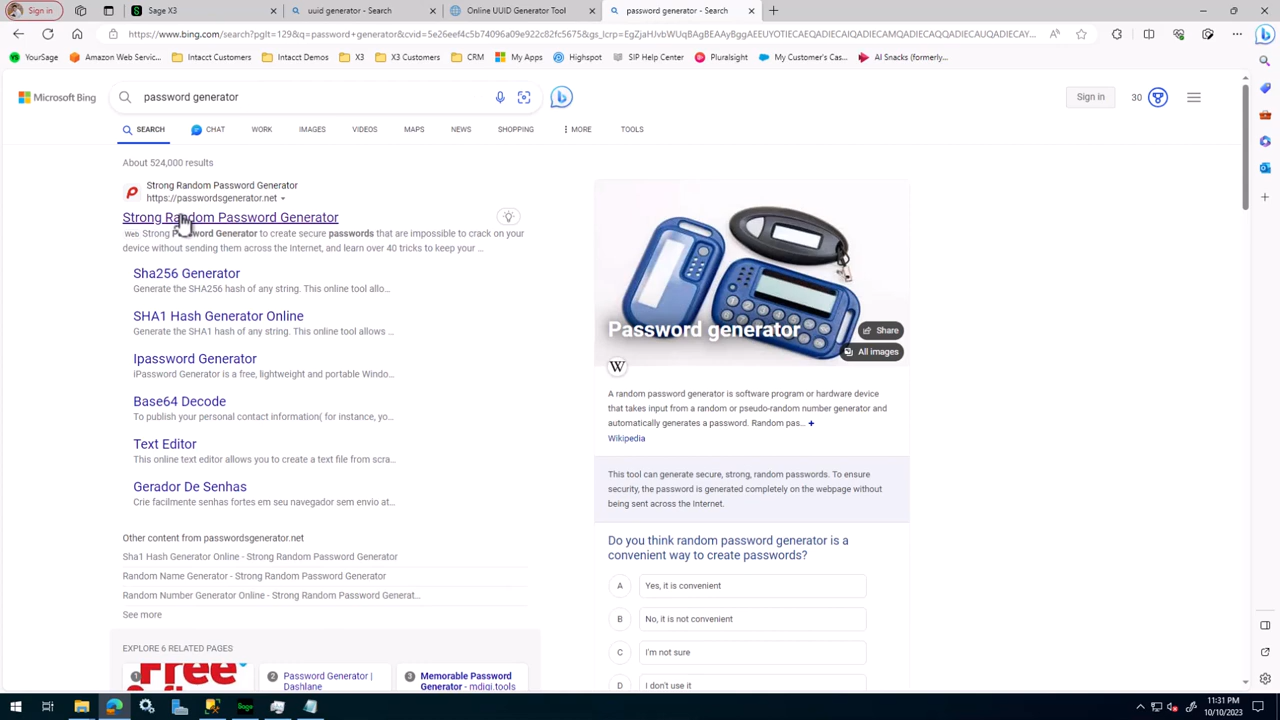 Sage X3
uuid generator - Search
Online UUID Generator Tool
password generator - Search
https://www.bing.com/search?pglt=129&q=password+generator&cvid=5e26eef4c5b74096a09e922c82fc5675&gs_lcrp=EgZjaHJvbWUqBAgBEAAyBggAEEUYOTIECAEQADIECAIQADIECAMQADIECAQQADIECAUQADIECAY...
YourSage
Amazon Web Servic...
Intacct Customers
Intacct Demos
X3
X3 Customers
CRM
My Apps
Highspot
SIP Help Center
Pluralsight
My Customer's Cas...
AI Snacks (formerly...
Microsoft Bing
password generator
Sign in
30
SEARCH
CHAT
WORK
IMAGES
VIDEOS
MAPS
NEWS
SHOPPING
MORE
TOOLS
About 524,000 results
Strong Random Password Generator
https://passwordsgenerator.net
Strong Random Password Generator
Web Strong Password Generator to create secure passwords that are impossible to crack on your
device without sending them across the Internet, and learn over 40 tricks to keep your ...
Sha256 Generator
Generate the SHA256 hash of any string. This online tool allo...
SHA1 Hash Generator Online
Generate the SHA1 hash of any string. This online tool allows ...
Ipassword Generator
iPassword Generator is a free, lightweight and portable Windo...
Base64 Decode
To publish your personal contact information( for instance, yo...
Text Editor
This online text editor allows you to create a text file from scra...
Gerador De Senhas
Crie facilmente senhas fortes em seu navegador sem envio at...
Other content from passwordsgenerator.net
Sha1 Hash Generator Online - Strong Random Password Generator
Random Name Generator - Strong Random Password Generator
Random Number Generator Online - Strong Random Password Generat...
See more
EXPLORE 6 RELATED PAGES
1
Free
2
Password Generator |
Dashlane
3
Memorable Password
Generator - mdigi.tools
Password generator
Share
All images
W
A random password generator is software program or hardware device
that takes input from a random or pseudo-random number generator and
automatically generates a password. Random pas... +
Wikipedia
This tool can generate secure, strong, random passwords. To ensure
security, the password is generated completely on the webpage without
being sent across the Internet.
Do you think random password generator is a
convenient way to create passwords?
A
Yes, it is convenient
B
No, it is not convenient
C
I'm not sure
D
I don't use it
11:31 PM
10/10/2023